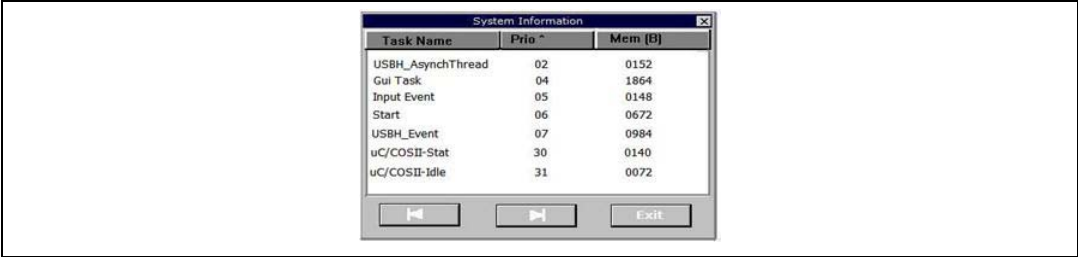 System Information
Task Name Prio ^ Mem (B)
USBH_AsynchThread 02 0152
Gui Task 04 1864
Input Event 05 0148
Start 06 0672
USBH_Event 07 0984
uC/COSII-Stat 30 0140
uC/COSII-Idle 31 0072
Exit